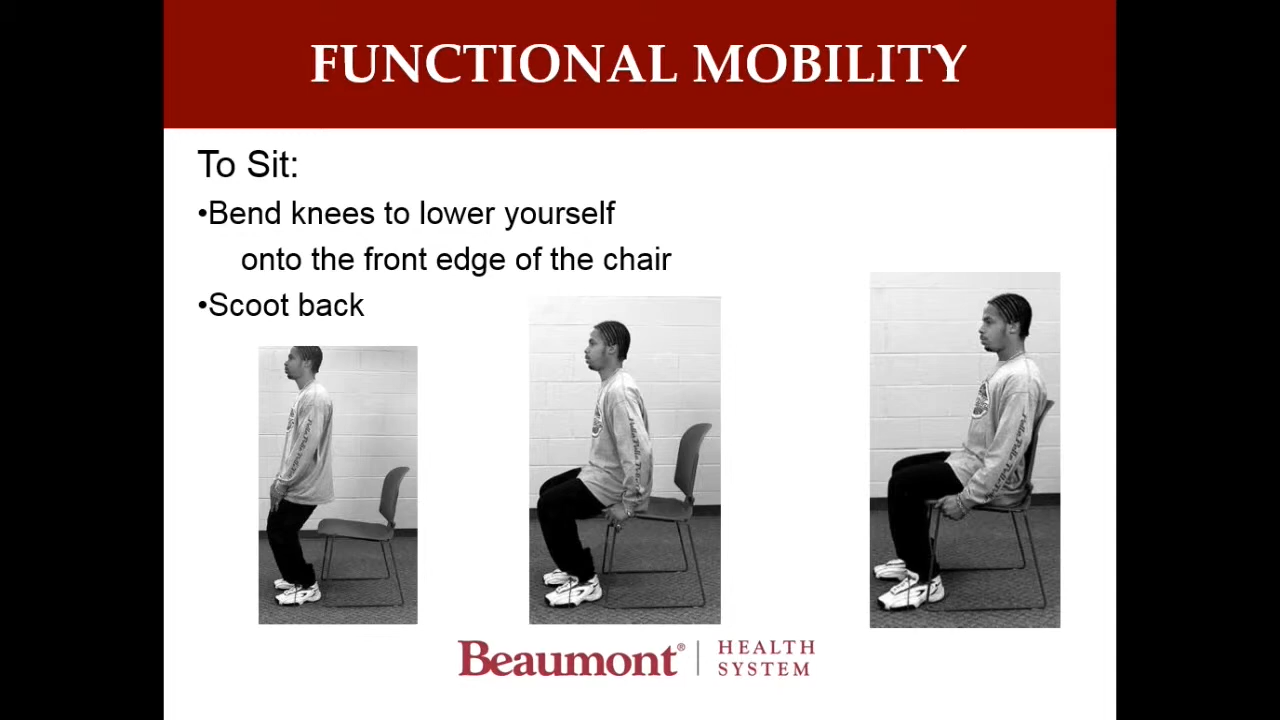 FUNCTIONAL MOBILITY
To Sit:
•Bend knees to lower yourself
onto the front edge of the chair
•Scoot back
Beaumont® | HEALTH
SYSTEM